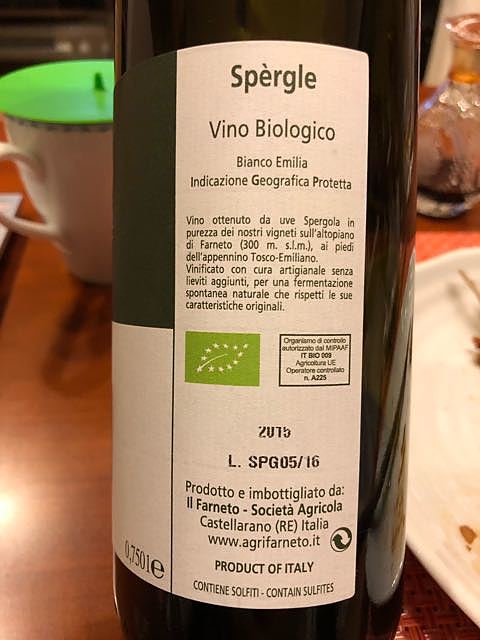 Spèrgle
Vino Biologico
Bianco Emilia
Indicazione Geografica Protetta
Vino ottenuto da uve Spergola in
purezza dei nostri vigneti sull'altopiano
di Farneto (300 m. s.l.m.), ai piedi
dell'appennino Tosco-Emiliano.
Vinificato con cura artigianale senza
lieviti aggiunti, per una fermentazione
spontanea naturale che rispetti le sue
caratteristiche originali.
Organismo di controllo
autorizzato dal MIPAAF
IT BIO 009
Agricoltura UE
Operatore controllato
n. A225
2015
L. SPG05/16
Prodotto e imbottigliato da:
Il Farneto - Società Agricola
Castellarano (RE) Italia
www.agrifarneto.it
PRODUCT OF ITALY
CONTIENE SOLFITI - CONTAIN SULFITES
0,750l e